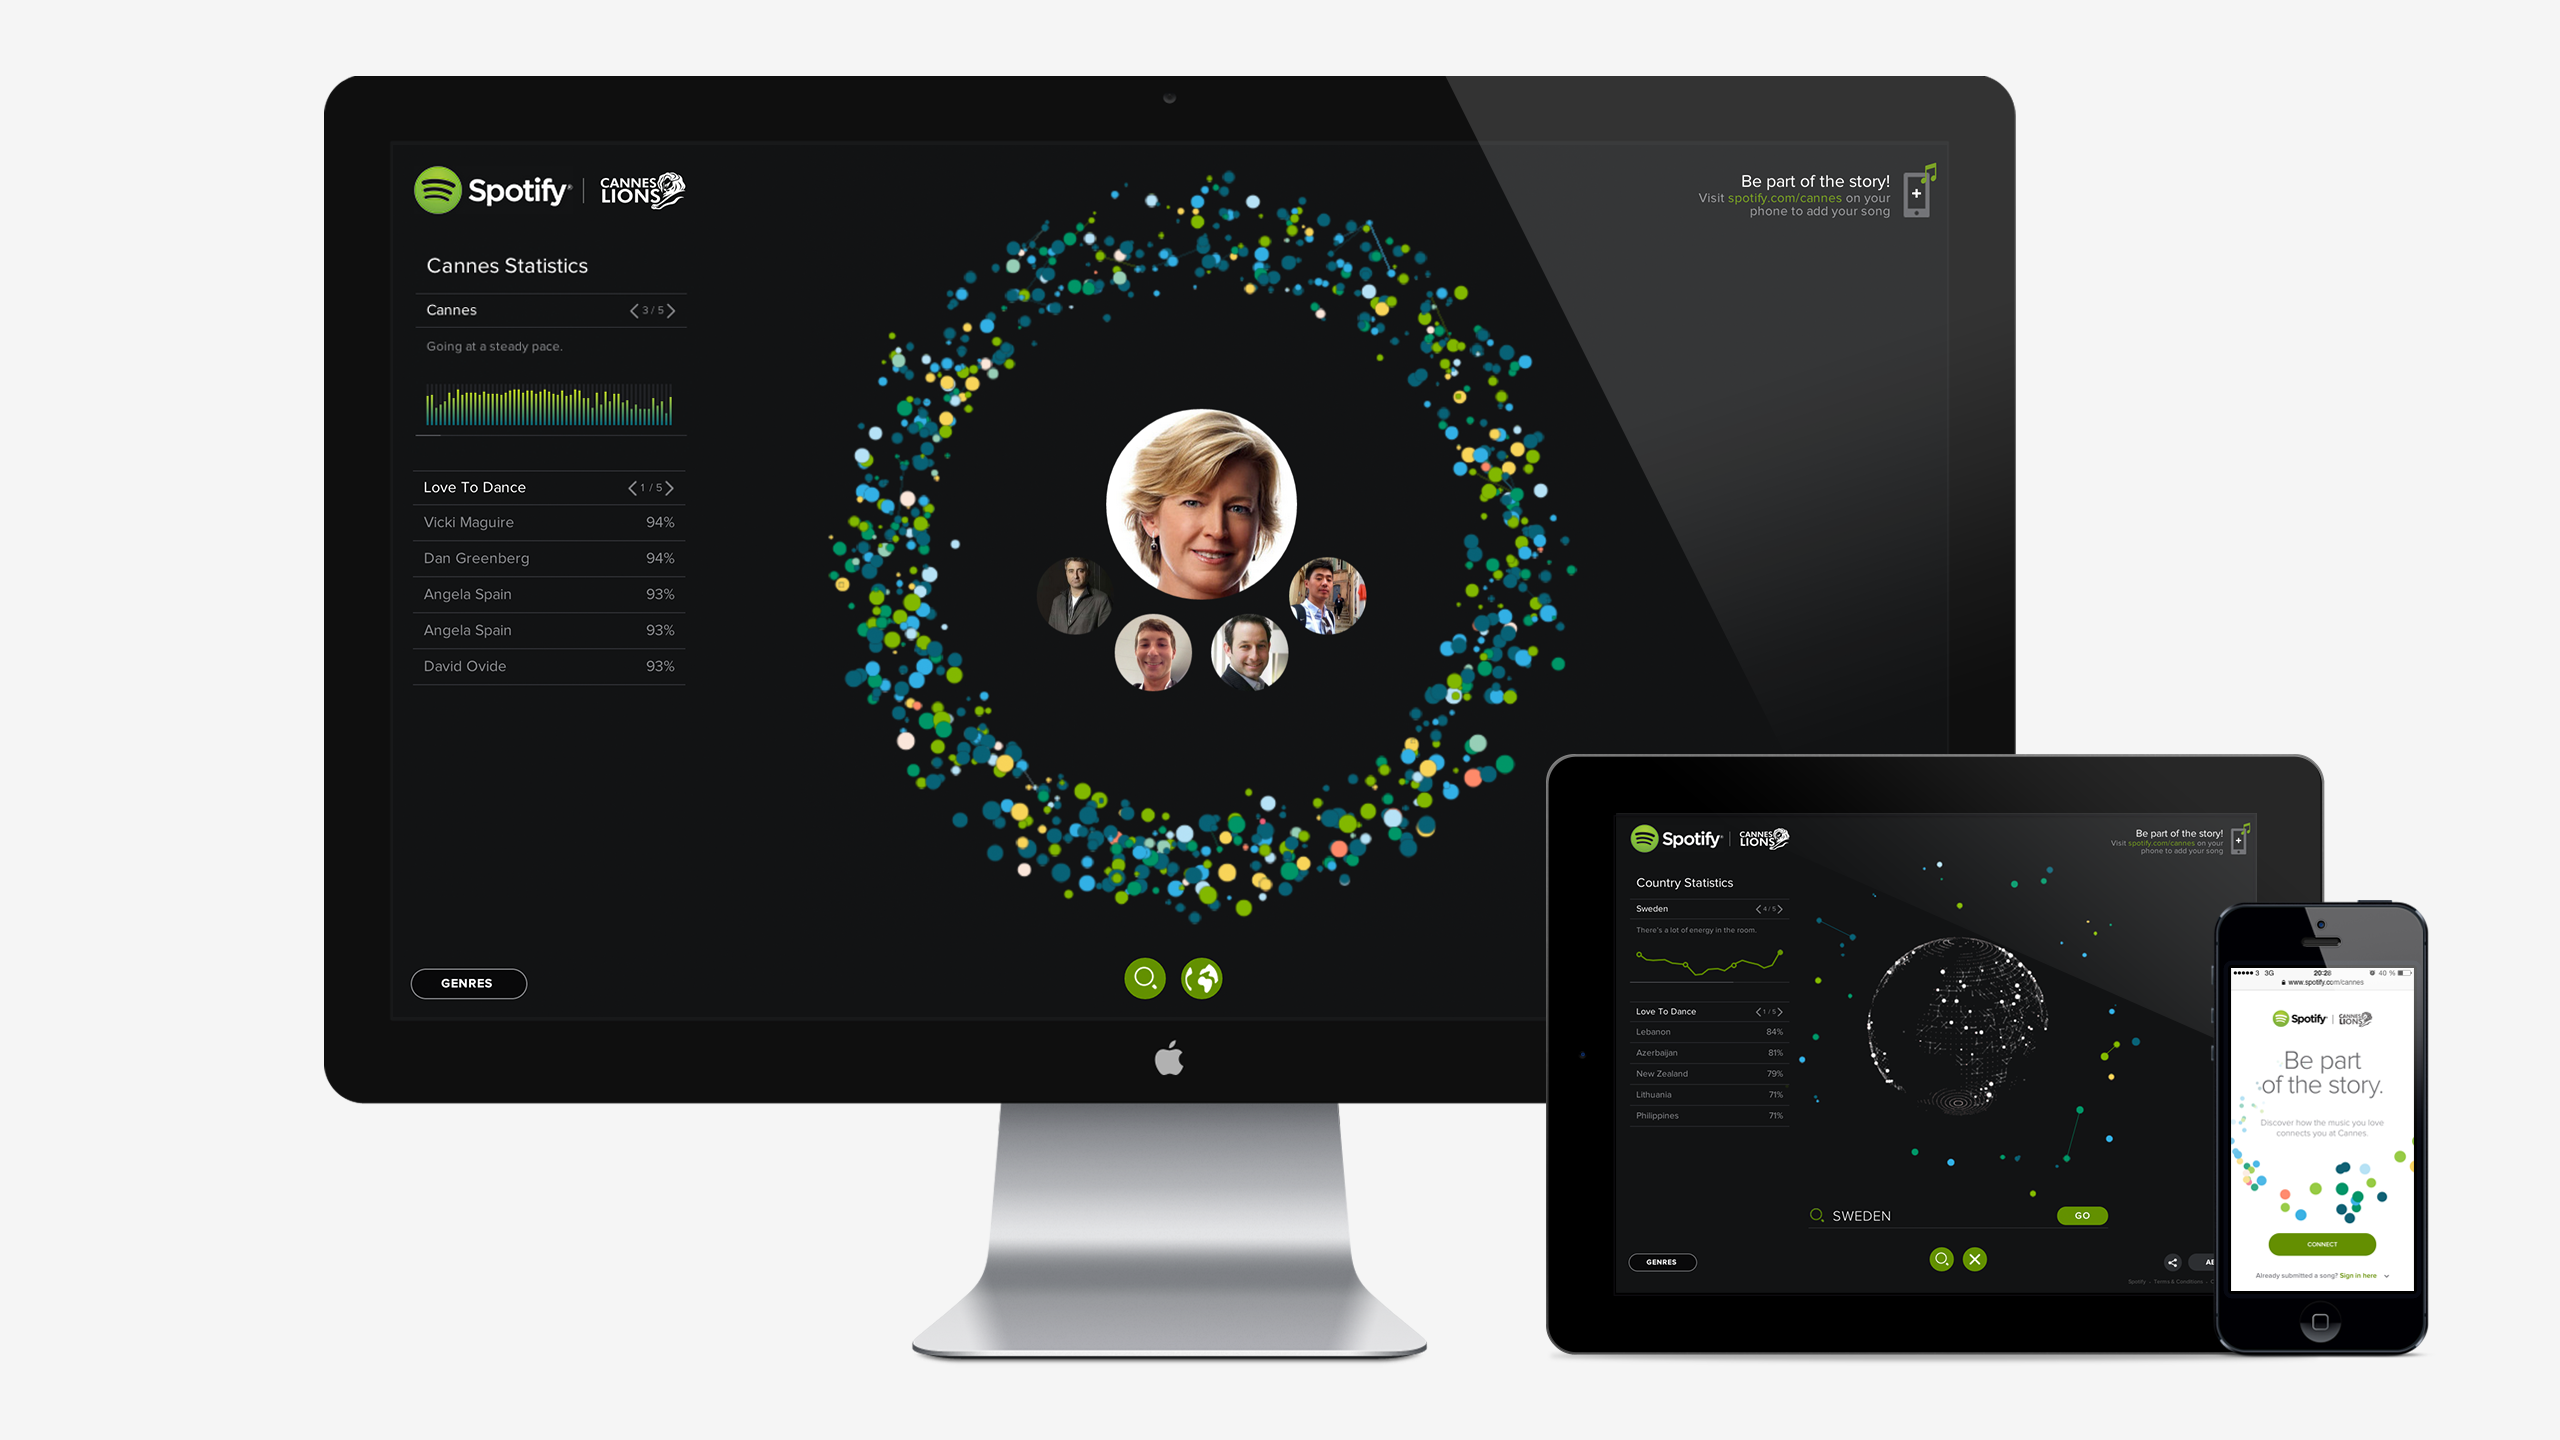 Spotify
CANNES
LIONS
Be part of the story!
Visit spotify.com/cannes on your
phone to add your song
Cannes Statistics
Cannes
3 / 5
Going at a steady pace.
Love To Dance
1 / 5
Vicki Maguire 94%
Dan Greenberg 94%
Angela Spain 93%
Angela Spain 93%
David Ovide 93%
GENRES
Spotify
CANNES
LIONS
Be part of the story!
Visit spotify.com/cannes on your
phone to add your song
Country Statistics
Sweden
4 / 5
There's a lot of energy in the room.
Love To Dance
1 / 5
Lebanon 84%
Azerbaijan 81%
New Zealand 79%
Lithuania 71%
Philippines 71%
SWEDEN
GO
GENRES
Spotify - Terms & Conditions -
3 3G 20:28 40 %
www.spotify.com/cannes
Spotify
CANNES
LIONS
Be part
of the story.
Discover how the music you love
connects you at Cannes.
CONNECT
Already submitted a song? Sign in here